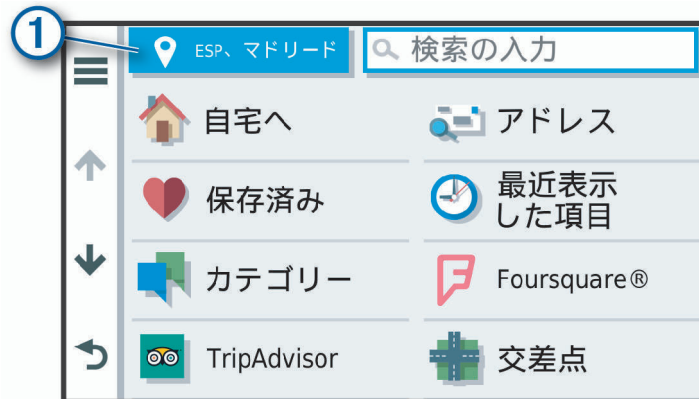 1
ESP、マドリード
検索の入力
自宅へ
アドレス
保存済み
最近表示
した項目
カテゴリー
Foursquare®
TripAdvisor
交差点